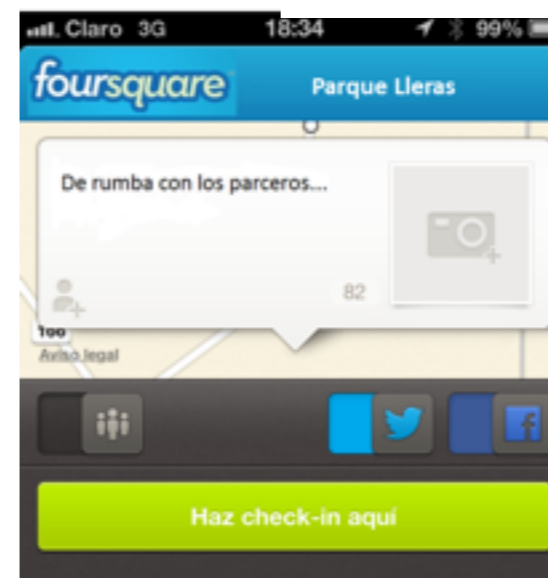 Claro 3G 18:34 99%
foursquare Parque Lleras
De rumba con los parceros...
82
Aviso legal
Haz check-in aquí